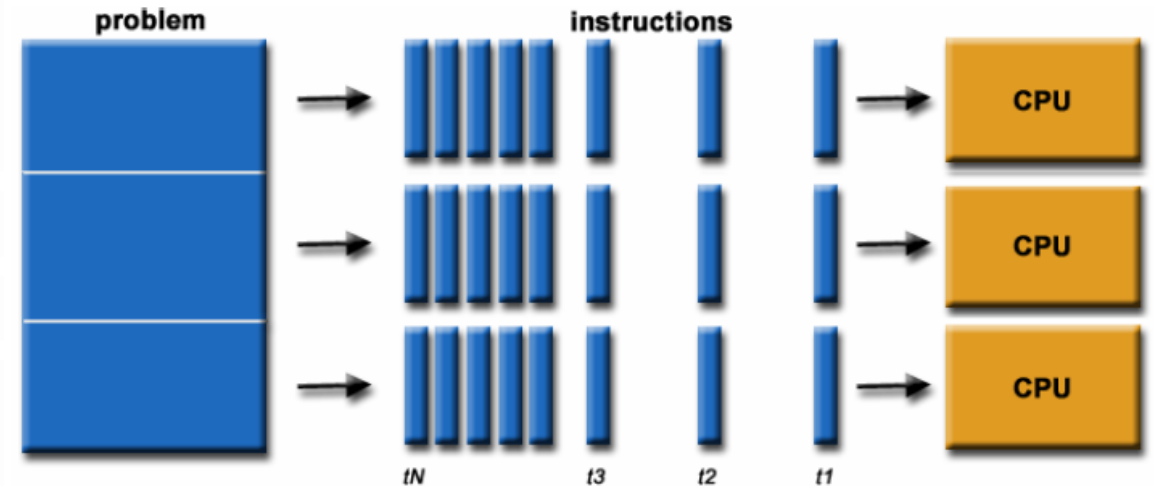 problem
instructions
CPU
CPU
CPU
tN t3 t2 t1